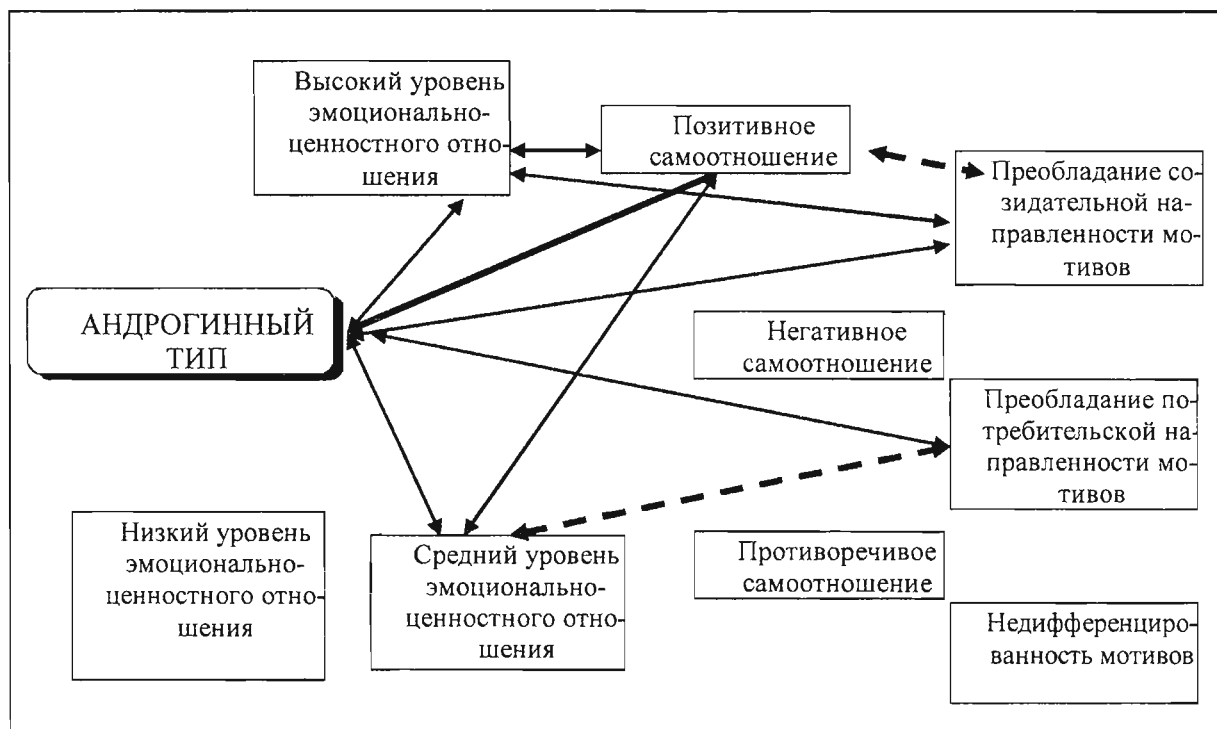 Высокий уровень
эмоционально-
ценностного отно-
шения
Позитивное
самоотношение
Преобладание со-
зидательной на-
правленности мо-
тивов
АНДРОГИННЫЙ
ТИП
Негативное
самоотношение
Преобладание по-
требительской на-
правленности мо-
тивов
Низкий уровень
эмоционально-
ценностного отно-
шения
Средний уровень
эмоционально-
ценностного отно-
шения
Противоречивое
самоотношение
Недифференциро-
ванность мотивов